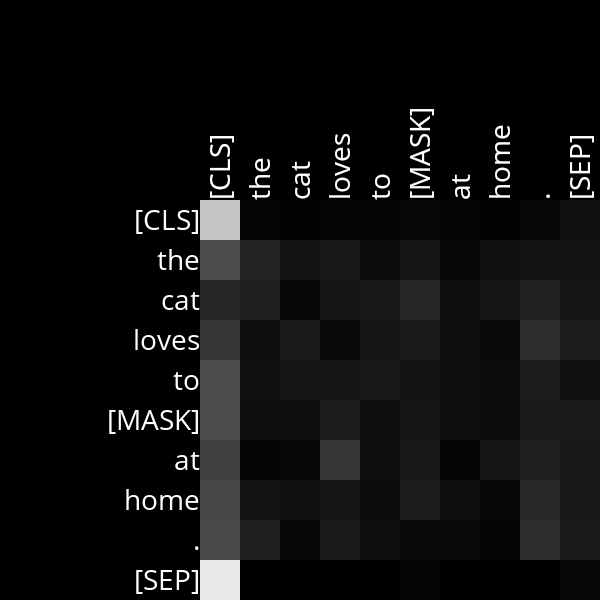 [CLS]
the
cat
loves
to
[MASK]
at
home
.
[SEP]
[CLS]
the
cat
loves
to
[MASK]
at
home
.
[SEP]